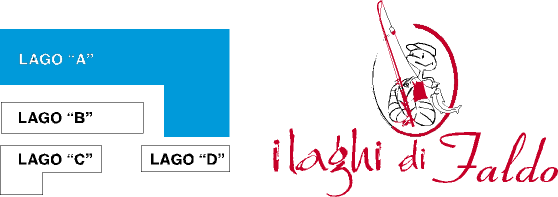 LAGO “A”
LAGO “B”
LAGO “C”
LAGO “D”
i laghi di Faldo